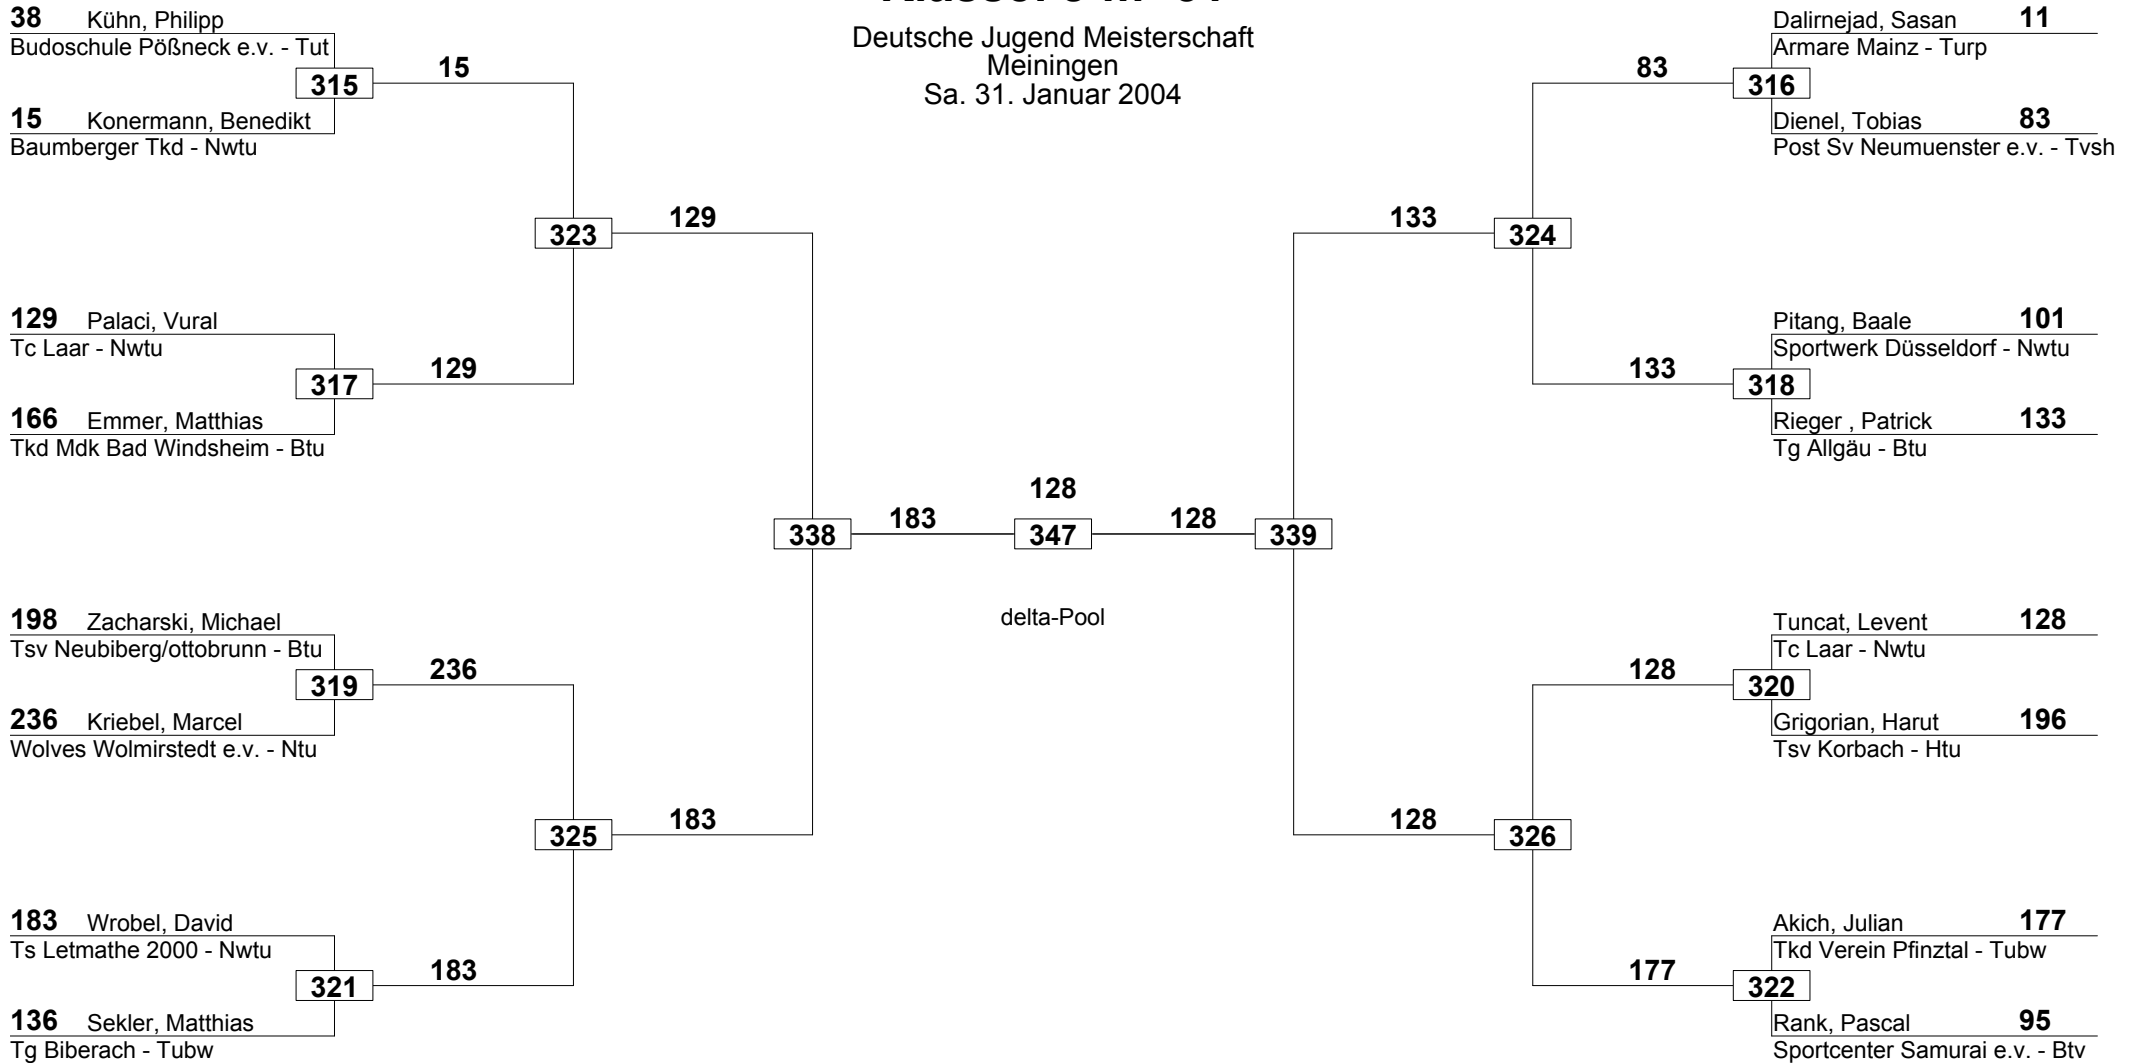 Deutsche Jugend Meisterschaft
Meiningen
Sa. 31. Januar 2004
38 Kühn, Philipp
Budoschule Pößneck e.v. - Tut
315
15
15 Konermann, Benedikt
Baumberger Tkd - Nwtu
323
129
129 Palaci, Vural
Tc Laar - Nwtu
317
129
166 Emmer, Matthias
Tkd Mdk Bad Windsheim - Btu
338
183
198 Zacharski, Michael
Tsv Neubiberg/ottobrunn - Btu
319
236
236 Kriebel, Marcel
Wolves Wolmirstedt e.v. - Ntu
325
183
183 Wrobel, David
Ts Letmathe 2000 - Nwtu
321
183
136 Sekler, Matthias
Tg Biberach - Tubw
128
347
delta-Pool
Dalirnejad, Sasan 11
Armare Mainz - Turp
83
316
Dienel, Tobias 83
Post Sv Neumuenster e.v. - Tvsh
133
324
Pitang, Baale 101
Sportwerk Düsseldorf - Nwtu
133
318
Rieger , Patrick 133
Tg Allgäu - Btu
128
339
Tuncat, Levent 128
Tc Laar - Nwtu
128
320
Grigorian, Harut 196
Tsv Korbach - Htu
128
326
Akich, Julian 177
Tkd Verein Pfinztal - Tubw
177
322
Rank, Pascal 95
Sportcenter Samurai e.v. - Btv